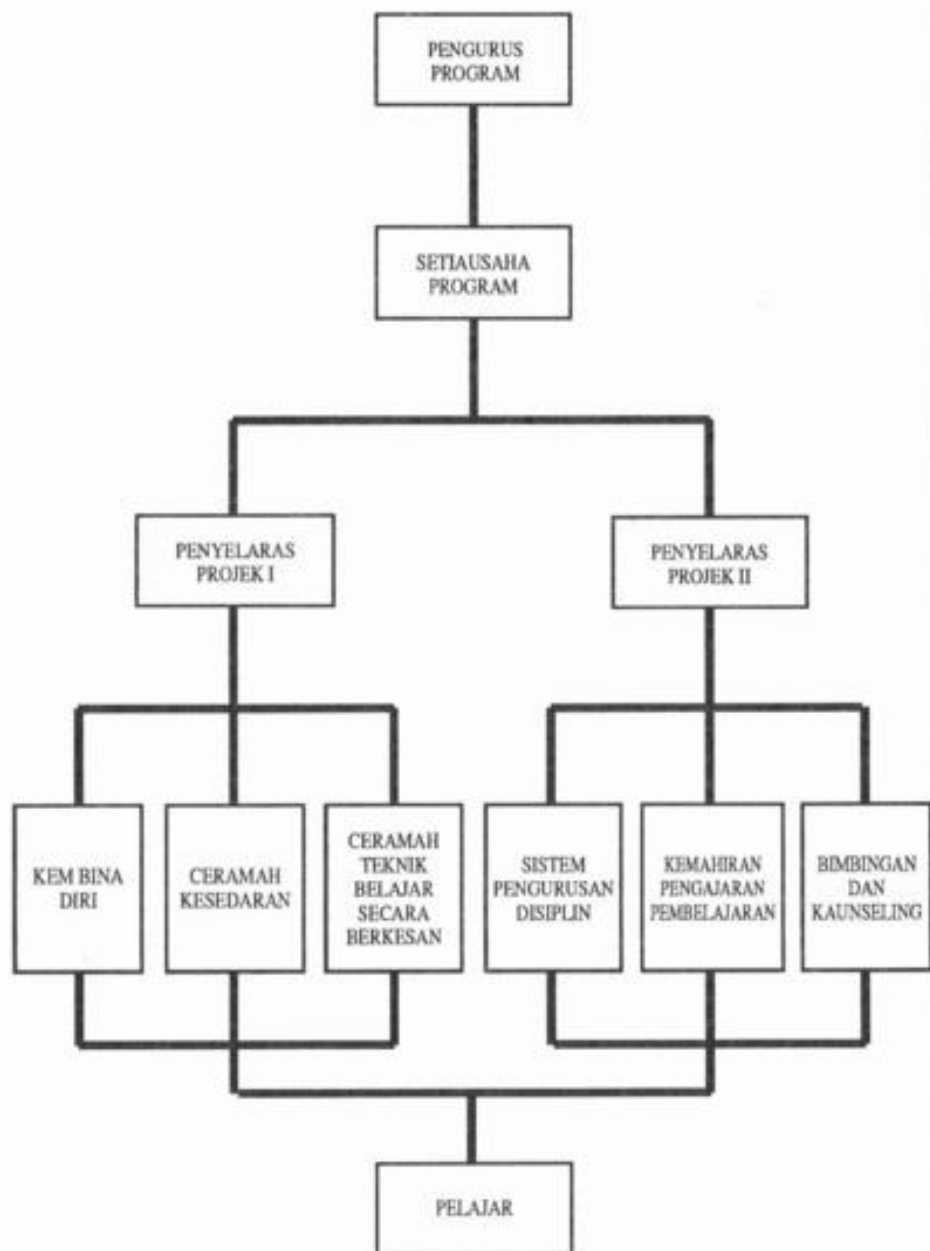 PENGURUS
PROGRAM
SETIAUSAHA
PROGRAM
PENYELARAS
PROJEK I
PENYELARAS
PROJEK II
KEM BINA
DIRI
CERAMAH
KESEDARAN
CERAMAH
TEKNIK
BELAJAR
SECARA
BERKESAN
SISTEM
PENGURUSAN
DISIPLIN
KEMAHIRAN
PENGAJARAN
PEMBELAJARAN
BIMBINGAN
DAN
KAUNSELING
PELAJAR